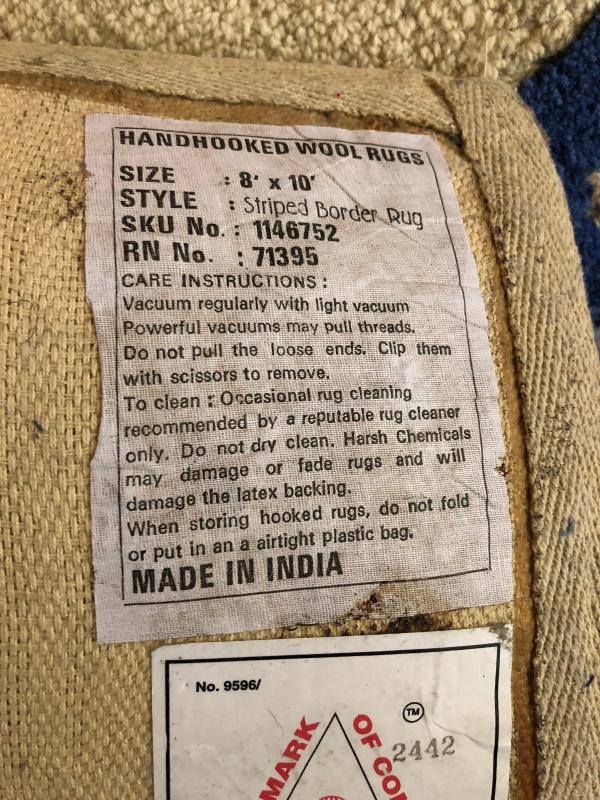 HANDHOOKED WOOL RUGS
SIZE : 8' x 10'
STYLE : Striped Border Rug
SKU No. : 1146752
RN No. : 71395
CARE INSTRUCTIONS :
Vacuum regularly with light vacuum
Powerful vacuums may pull threads.
Do not pull the loose ends. Clip them
with scissors to remove.
To clean : Occasional rug cleaning
recommended by a reputable rug cleaner
only. Do not dry clean. Harsh Chemicals
may damage or fade rugs and will
damage the latex backing.
When storing hooked rugs, do not fold
or put in an a airtight plastic bag.
MADE IN INDIA
No. 9596/
TM
MARK OF
2442